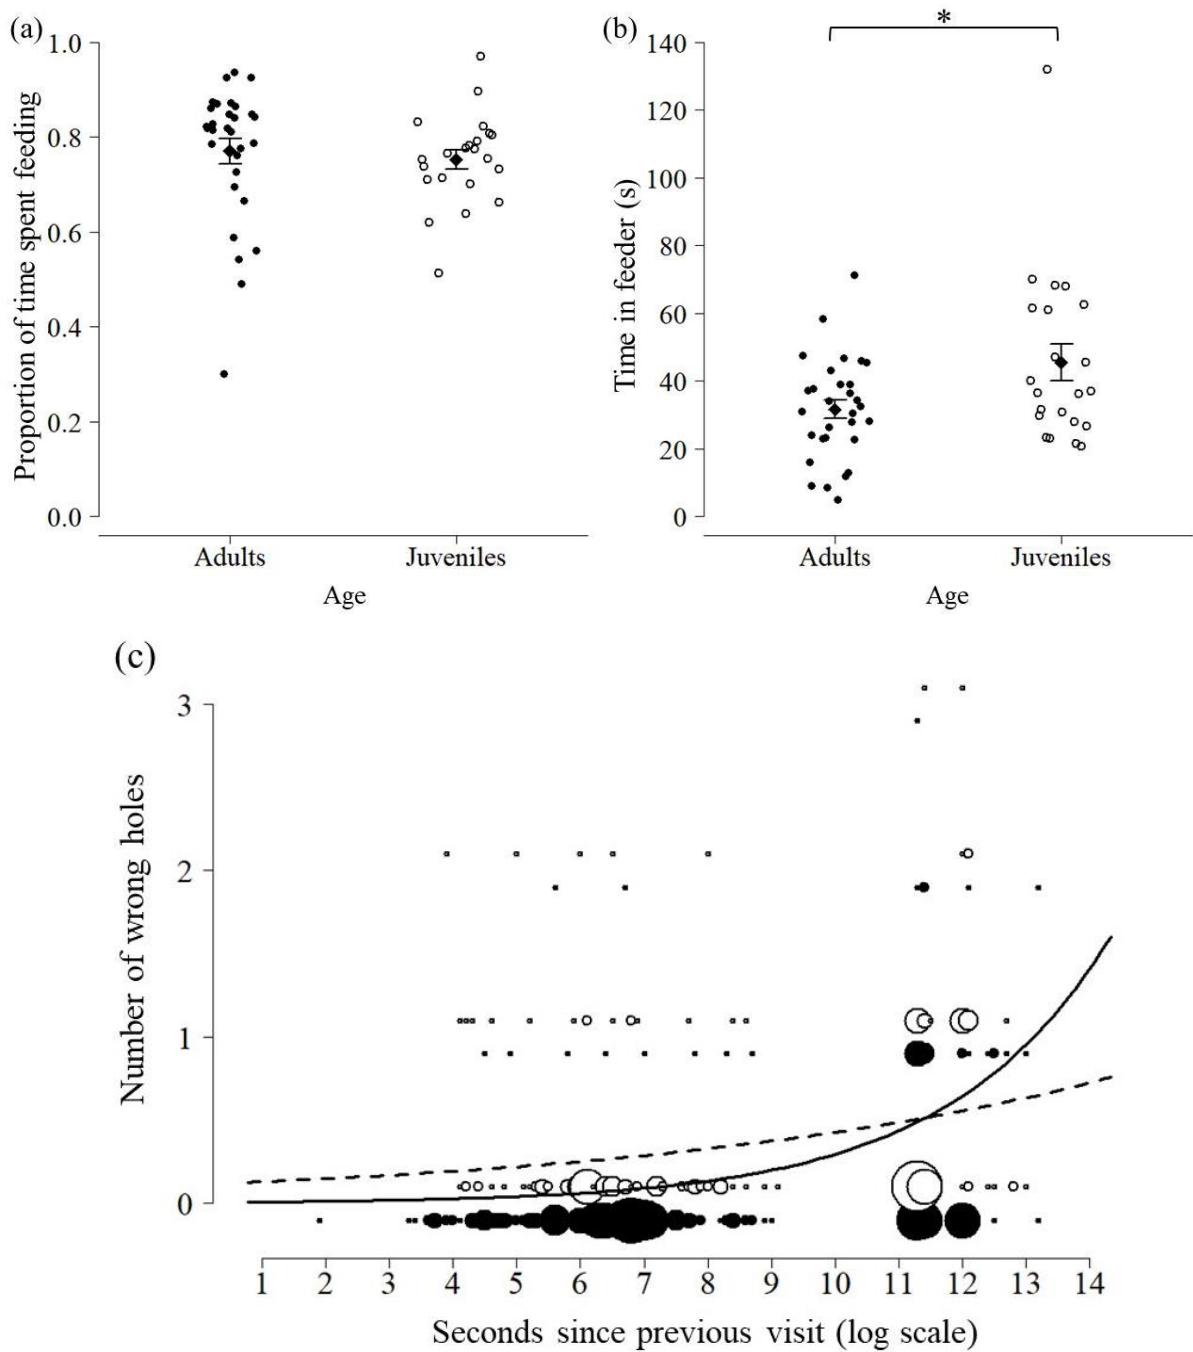 (a)
Proportion of time spent feeding
1.0
0.8
0.6
0.4
0.2
0.0
Adults Juveniles
Age
(b)
*
Time in feeder (s)
140
120
100
80
60
40
20
0
Adults Juveniles
Age
(c)
Number of wrong holes
3
2
1
0
1 2 3 4 5 6 7 8 9 10 11 12 13 14
Seconds since previous visit (log scale)